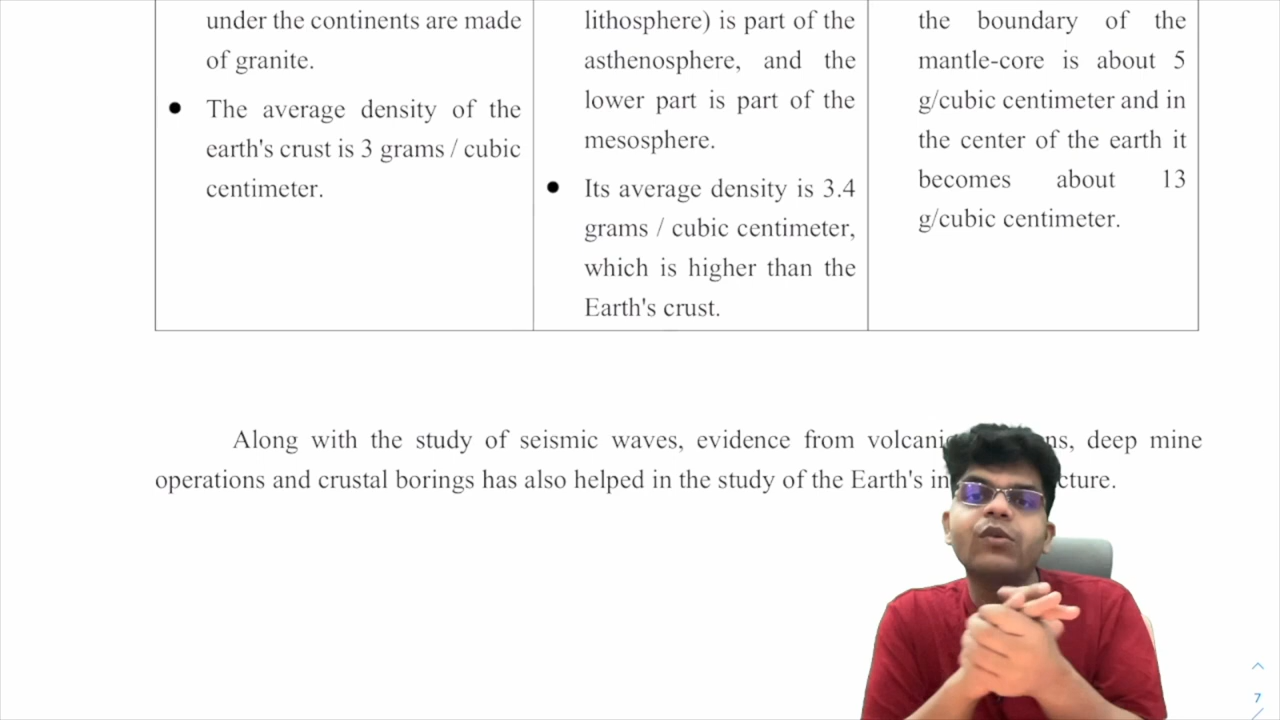 under the continents are made
of granite.
● The average density of the
earth's crust is 3 grams / cubic
centimeter.
lithosphere) is part of the
asthenosphere, and the
lower part is part of the
mesosphere.
● Its average density is 3.4
grams / cubic centimeter,
which is higher than the
Earth's crust.
the boundary of the
mantle-core is about 5
g/cubic centimeter and in
the center of the earth it
becomes about 13
g/cubic centimeter.
Along with the study of seismic waves, evidence from volcanic deep mine
operations and crustal borings has also helped in the study of the Earth's
7